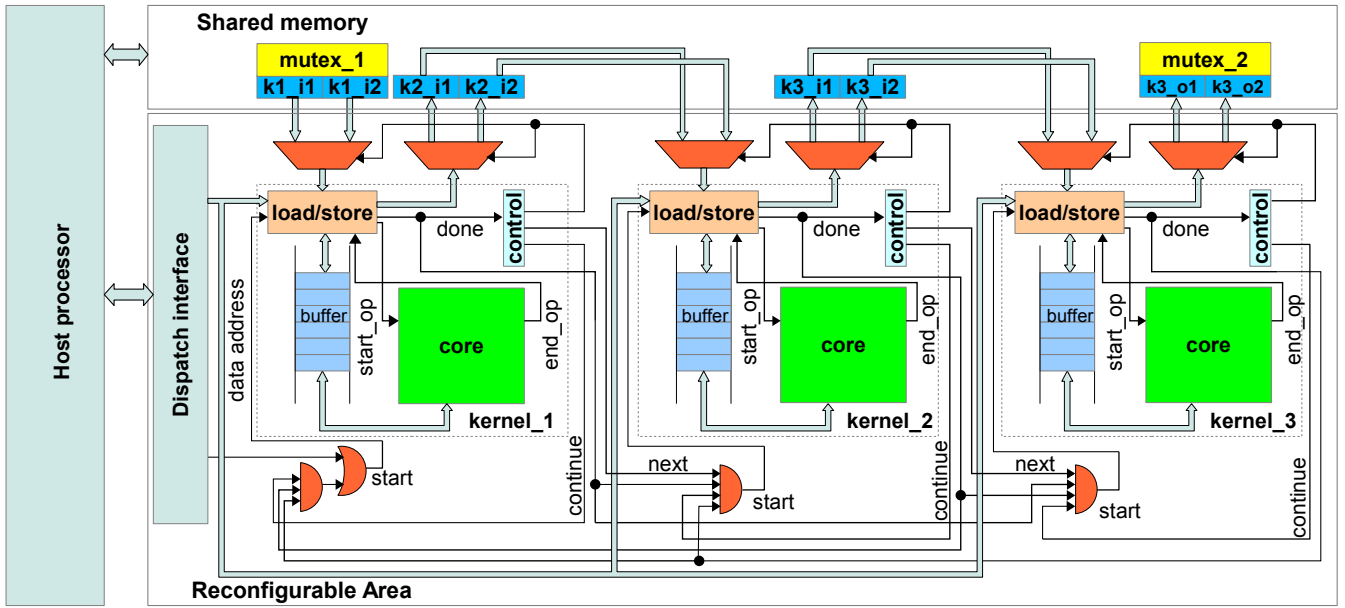 Shared memory
mutex_1
k1_i1 k1_i2
k2_i1 k2_i2
k3_i1 k3_i2
mutex_2
k3_o1 k3_o2
Host processor
Dispatch interface
data address
load/store
done
control
buffer
start_op
core
end_op
kernel_1
start
continue
load/store
done
control
buffer
start_op
core
end_op
kernel_2
next
start
continue
load/store
done
control
buffer
start_op
core
end_op
kernel_3
next
start
continue
Reconfigurable Area